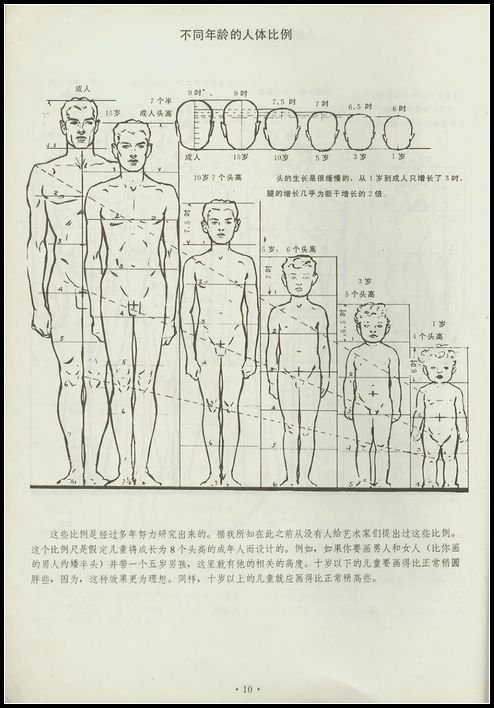 不同年龄的人体比例
成人
15岁
7个半
成人头高
9吋
9吋
7.5吋
7吋
6.5吋
6吋
成人
15岁
10岁
5岁
3岁
1岁
10岁7个头高
头的生长是很缓慢的,从1岁到成人只增长了3吋,
腿的增长几乎为躯干增长的2倍。
7.5吋
5岁:6个头高
7吋
3岁
5个头高
6.5吋
1岁
4个头高
6吋
这些比例是经过多年努力研究出来的。据我所知在此之前从没有人给艺术家们提出过这些比例。
这个比例尺是假定儿童将成长为8个头高的成年人而设计的。例如,如果你要画男人和女人(比你画
的男人约矮半头)并带一个五岁男孩,这里就有他的相关的高度。十岁以下的儿童要画得比正常稍圆
胖些,因为,这种效果更为理想。同样,十岁以上的儿童就应画得比正常稍高些。
·10·